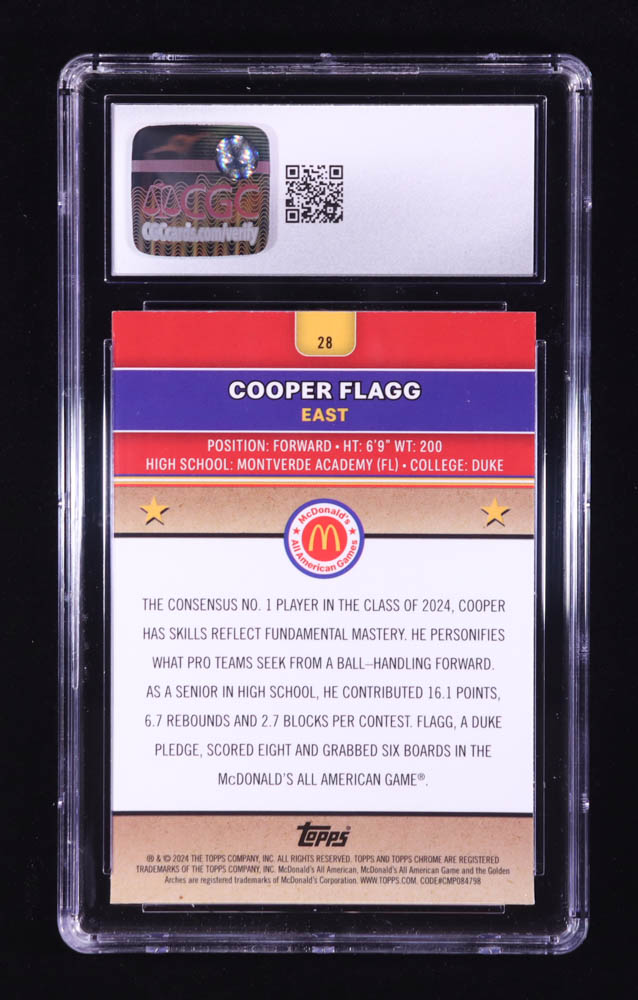 CGC
CGCcards.com/verify
28
COOPER FLAGG
EAST
POSITION: FORWARD • HT: 6'9" WT: 200
HIGH SCHOOL: MONTVERDE ACADEMY (FL) • COLLEGE: DUKE
McDonald's
All American Games
THE CONSENSUS NO. 1 PLAYER IN THE CLASS OF 2024, COOPER
HAS SKILLS REFLECT FUNDAMENTAL MASTERY. HE PERSONIFIES
WHAT PRO TEAMS SEEK FROM A BALL–HANDLING FORWARD.
AS A SENIOR IN HIGH SCHOOL, HE CONTRIBUTED 16.1 POINTS,
6.7 REBOUNDS AND 2.7 BLOCKS PER CONTEST. FLAGG, A DUKE
PLEDGE, SCORED EIGHT AND GRABBED SIX BOARDS IN THE
McDONALD'S ALL AMERICAN GAME®.
Topps®
® & © 2024 THE TOPPS COMPANY, INC. ALL RIGHTS RESERVED. TOPPS AND TOPPS CHROME ARE REGISTERED
TRADEMARKS OF THE TOPPS COMPANY, INC. McDonald's All American, McDonald's All American Game and the Golden
Arches are registered trademarks of McDonald's Corporation. WWW.TOPPS.COM. CODE#CMP084798